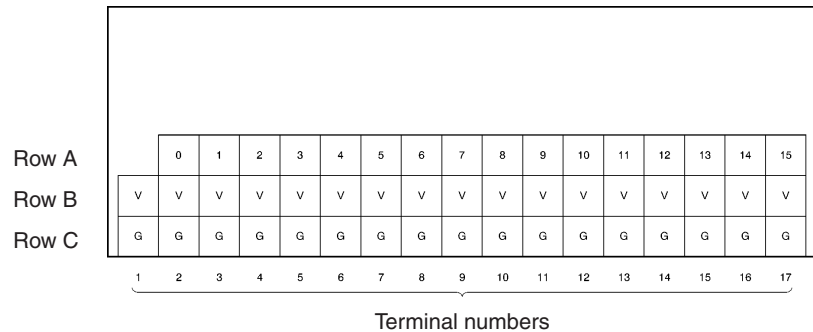 Row A 0 1 2 3 4 5 6 7 8 9 10 11 12 13 14 15
Row B V V V V V V V V V V V V V V V V V
Row C G G G G G G G G G G G G G G G G G
1 2 3 4 5 6 7 8 9 10 11 12 13 14 15 16 17
Terminal numbers